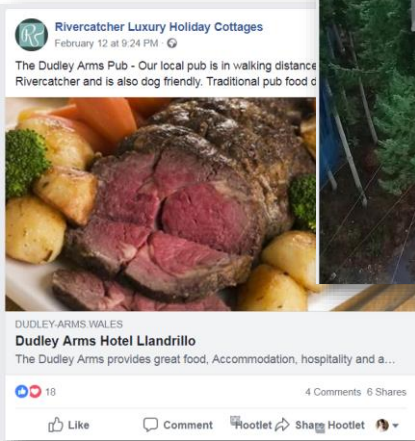 Rivercatcher Luxury Holiday Cottages
February 12 at 9:24 PM ·
The Dudley Arms Pub - Our local pub is in walking distance
Rivercatcher and is also dog friendly. Traditional pub food
DUDLEY-ARMS.WALES
Dudley Arms Hotel Llandrillo
The Dudley Arms provides great food, Accommodation, hospitality and a...
18
4 Comments 6 Shares
Like Comment Hootlet Share Hootlet